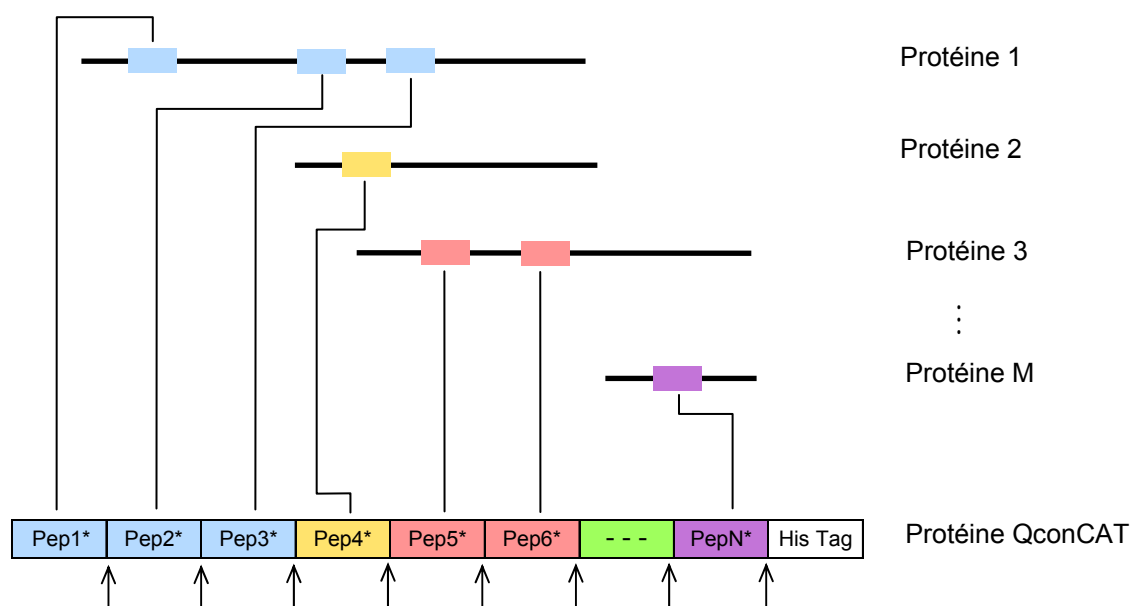 Protéine 1
Protéine 2
Protéine 3
⋮
Protéine M
Pep1* Pep2* Pep3* Pep4* Pep5* Pep6* - - - PepN* His Tag Protéine QconCAT